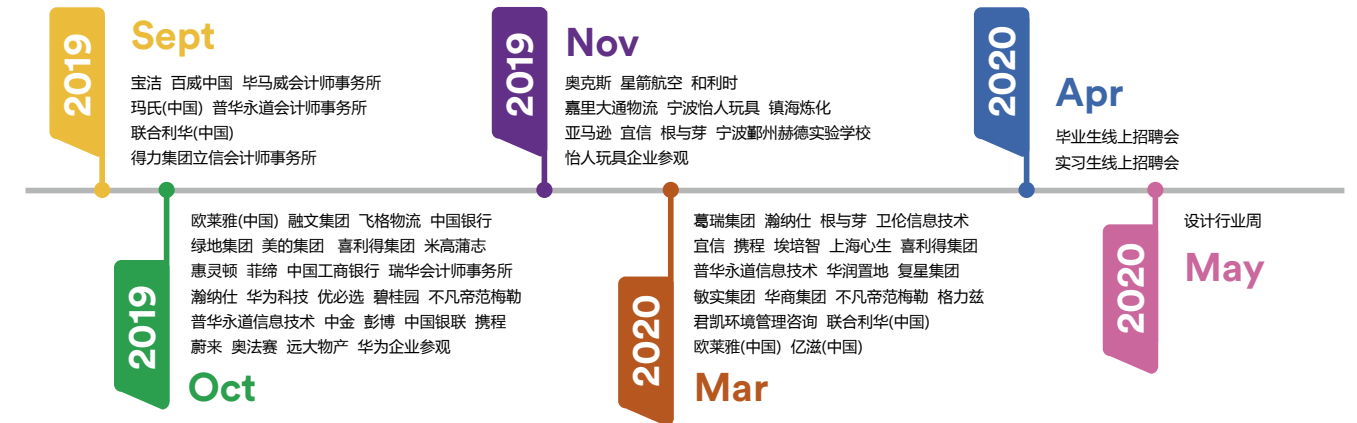 2019
Sept
宝洁 百威中国 毕马威会计师事务所
玛氏(中国) 普华永道会计师事务所
联合利华(中国)
得力集团立信会计师事务所
2019
Oct
欧莱雅(中国) 融文集团 飞格物流 中国银行
绿地集团 美的集团 喜利得集团 米高蒲志
惠灵顿 菲缔 中国工商银行 瑞华会计师事务所
瀚纳仕 华为科技 优必选 碧桂园 不凡帝范梅勒
普华永道信息技术 中金 彭博 中国银联 携程
蔚来 奥法赛 远大物产 华为企业参观
2019
Nov
奥克斯 星箭航空 和利时
嘉里大通物流 宁波怡人玩具 镇海炼化
亚马逊 宜信 根与芽 宁波鄞州赫德实验学校
怡人玩具企业参观
2020
Mar
葛瑞集团 瀚纳仕 根与芽 卫伦信息技术
宜信 携程 埃培智 上海心生 喜利得集团
普华永道信息技术 华润置地 复星集团
敏实集团 华商集团 不凡帝范梅勒 格力兹
君凯环境管理咨询 联合利华(中国)
欧莱雅(中国) 亿滋(中国)
2020
Apr
毕业生线上招聘会
实习生线上招聘会
2020
May
设计行业周